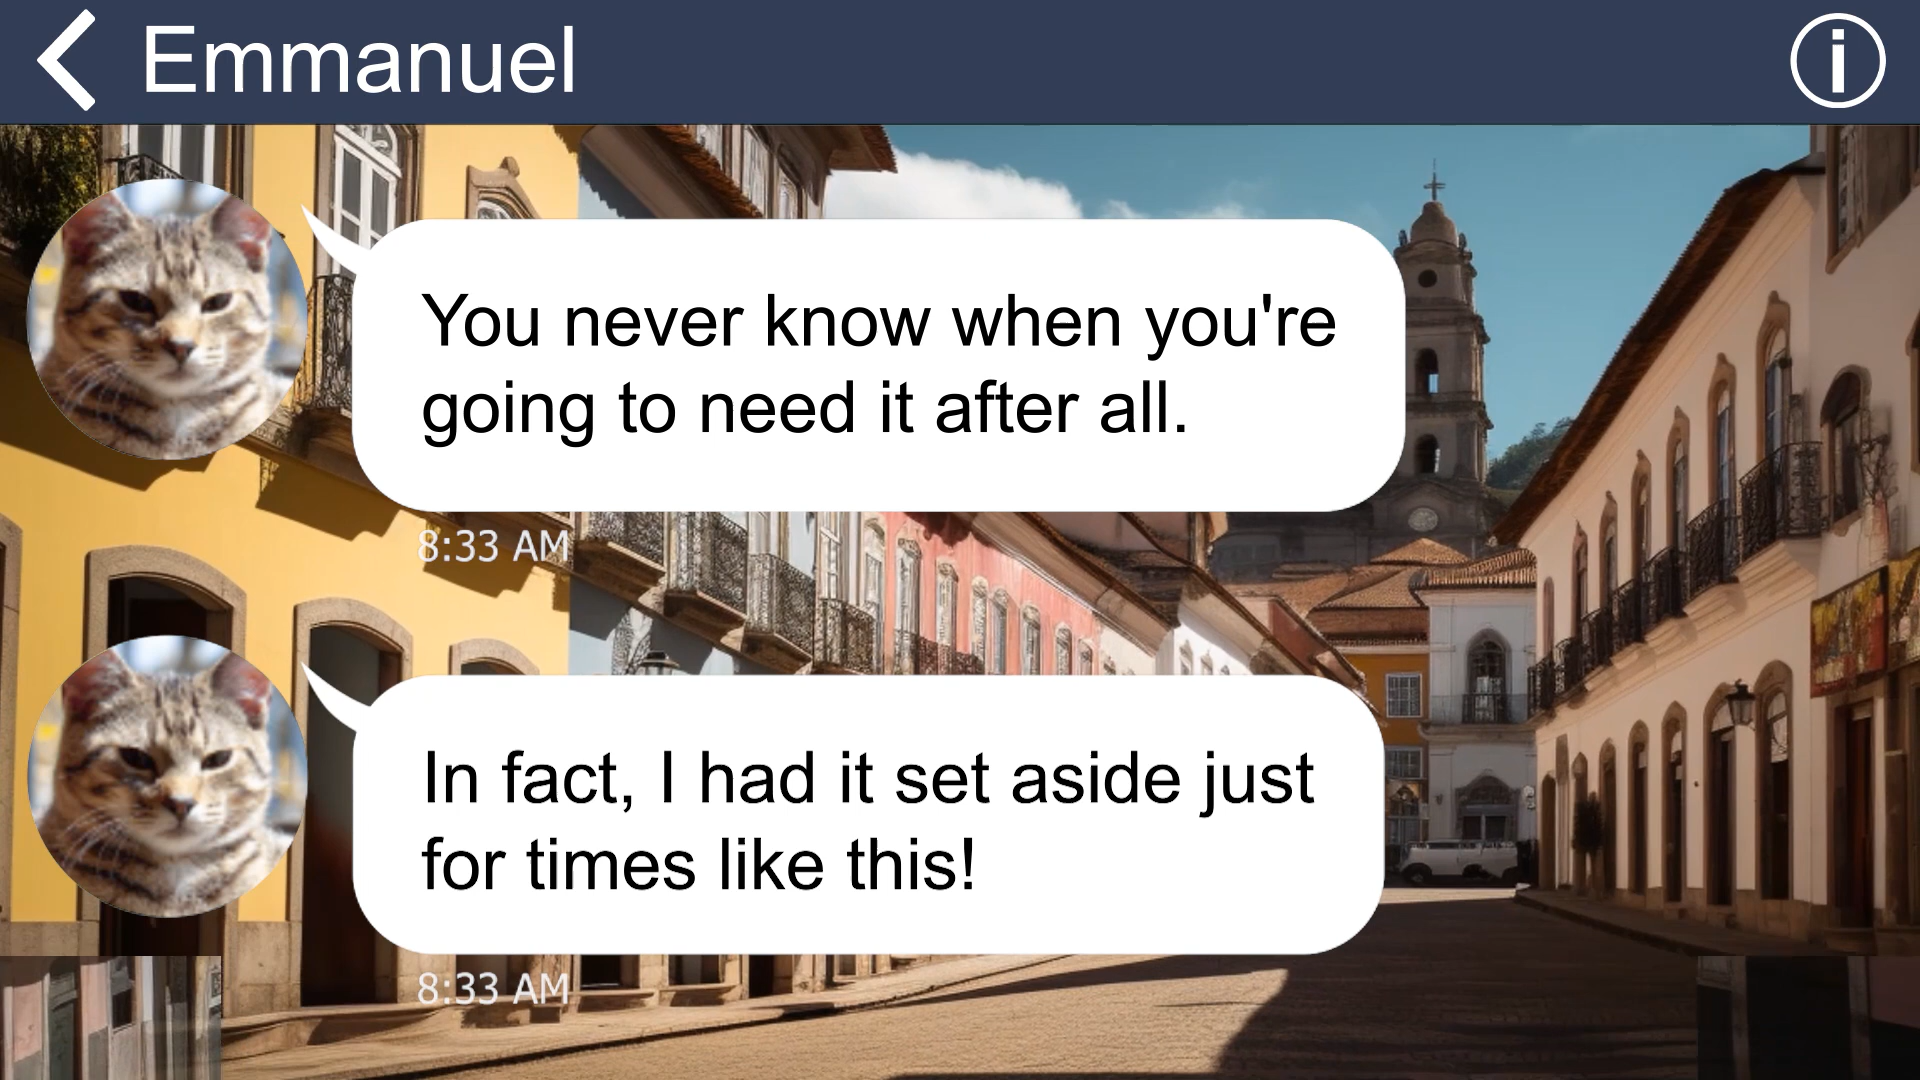 Emmanuel
You never know when you're
going to need it after all.
8:33 AM
In fact, I had it set aside just
for times like this!
8:33 AM